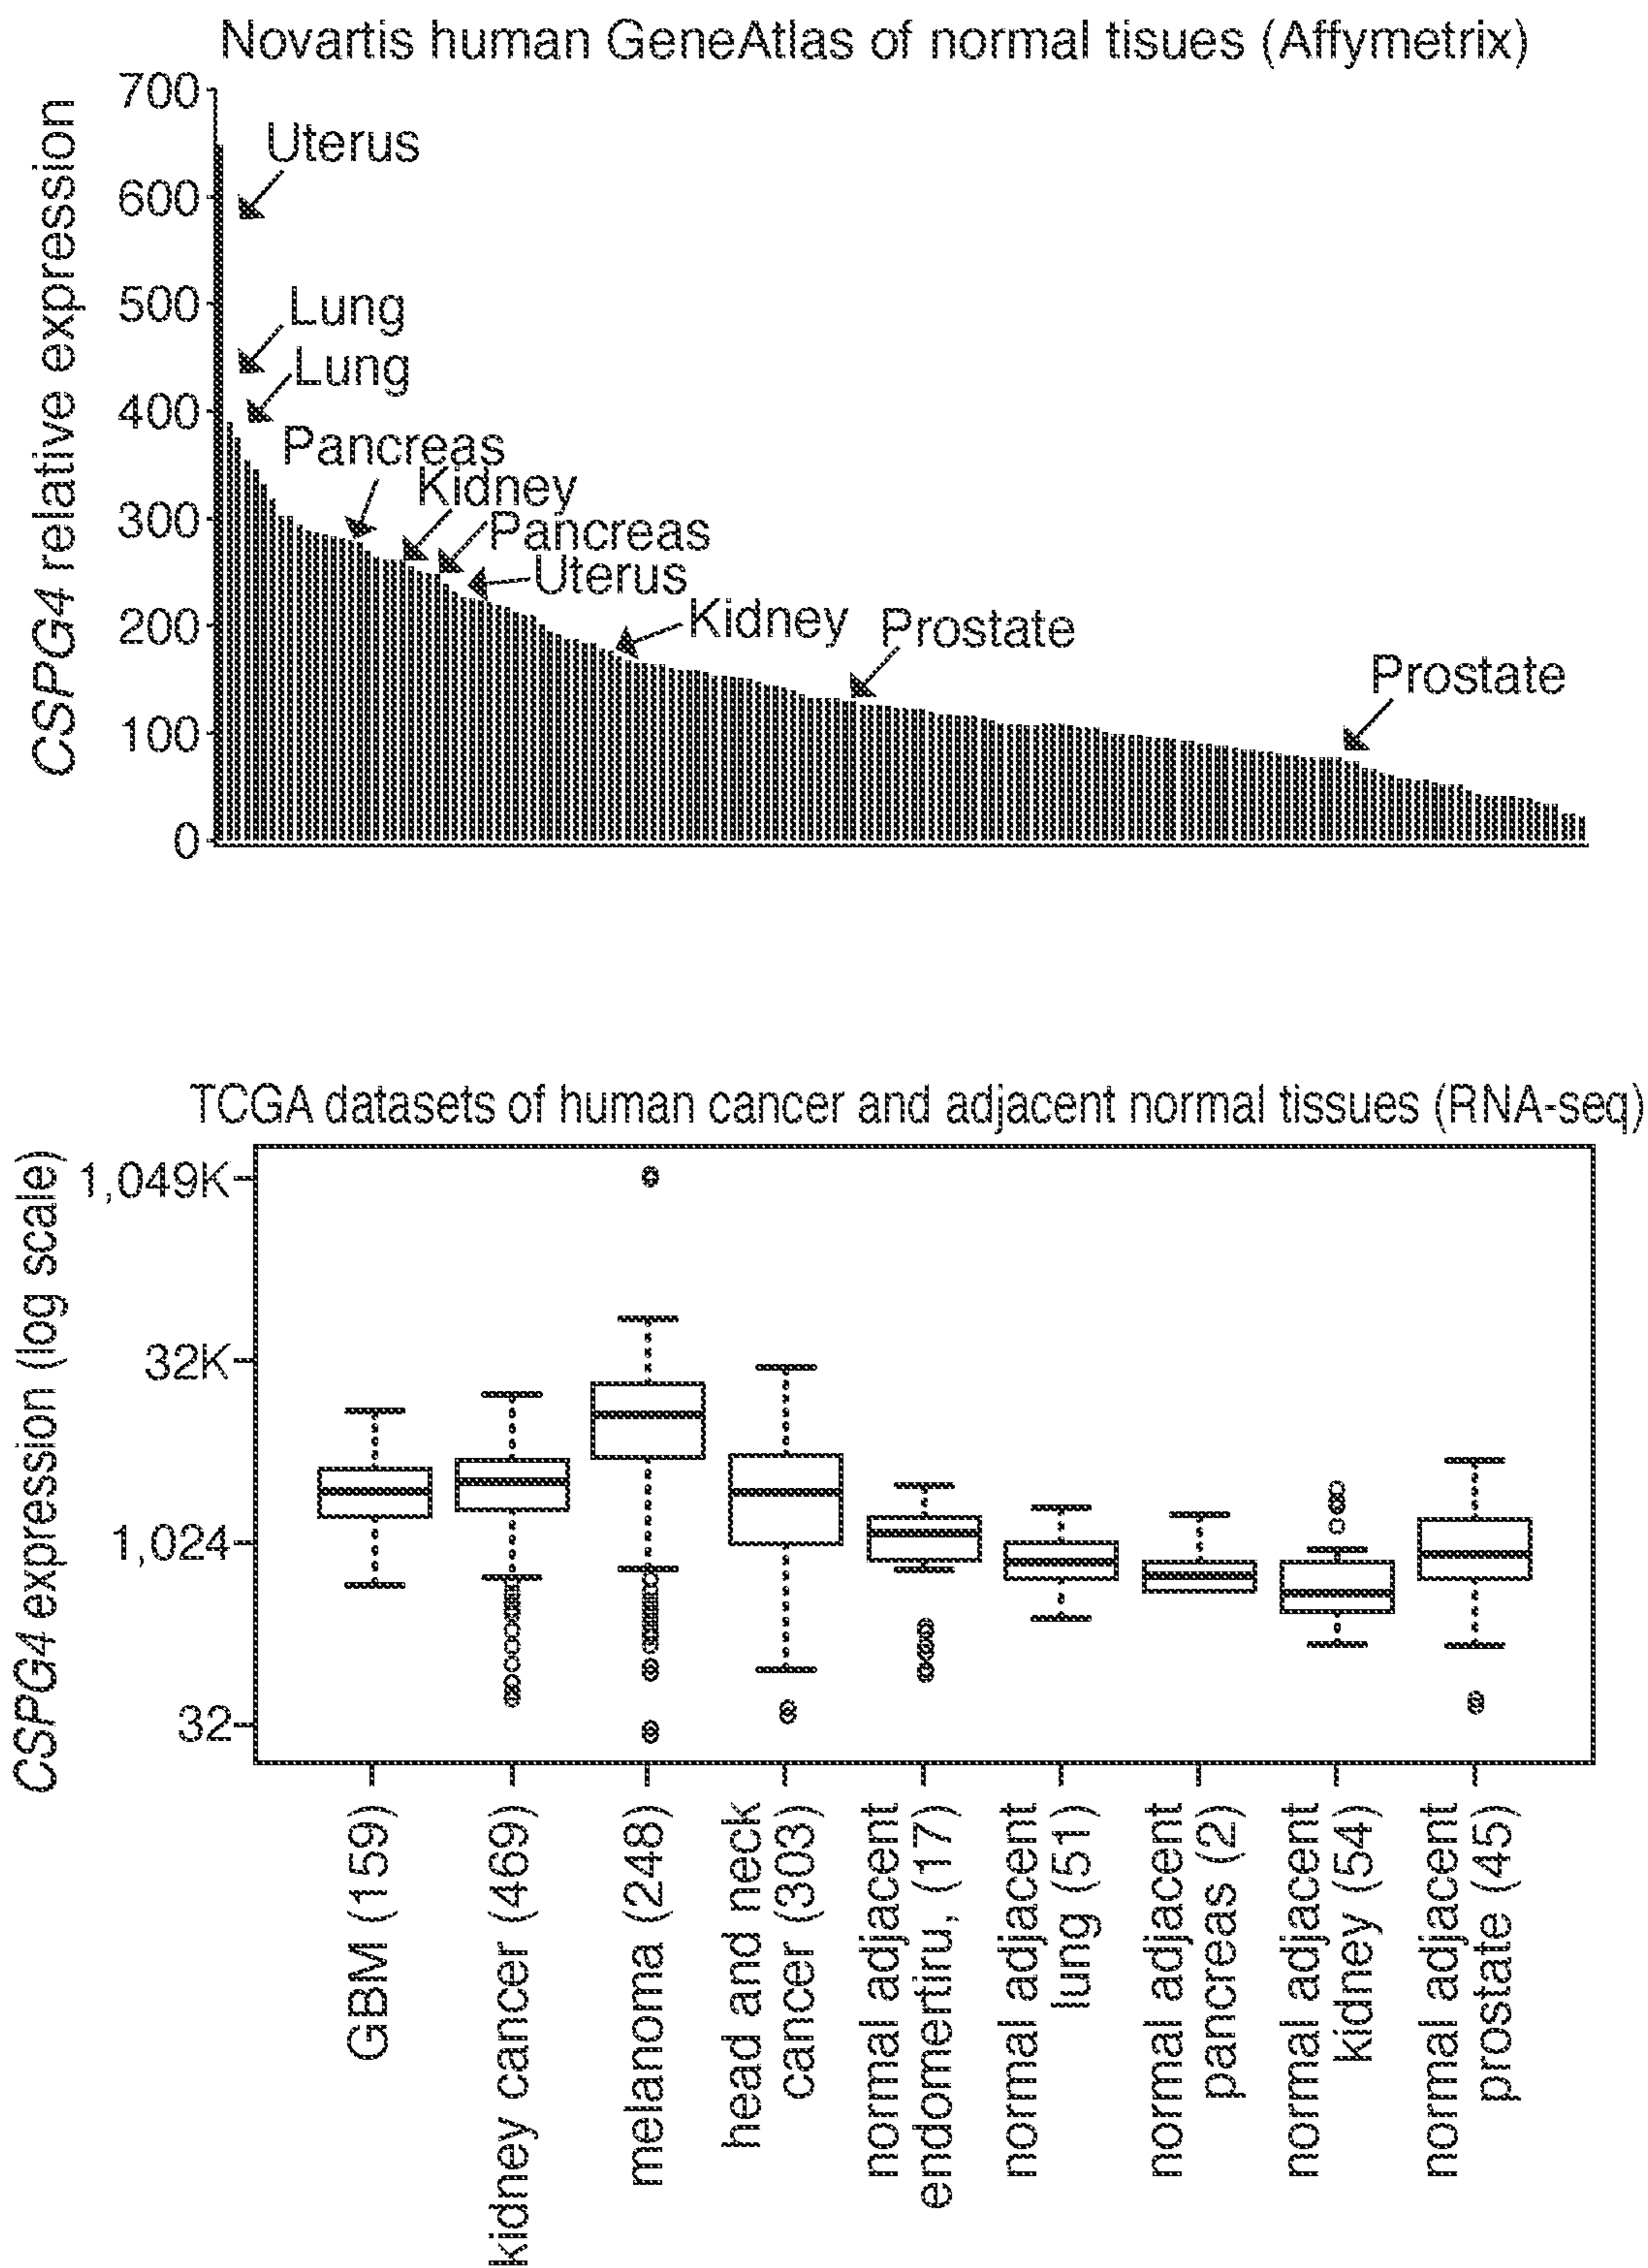 Novartis human GeneAtlas of normal tisues (Affymetrix)
CSPG4 relative expression
700
600
500
400
300
200
100
0
Uterus
Lung
Lung
Pancreas
Kidney
Pancreas
Uterus
Kidney
Prostate
Prostate
TCGA datasets of human cancer and adjacent normal tissues (RNA-seq)
CSPG4 expression (log scale)
1,049K
32K
1,024
32
GBM (159)
kidney cancer (469)
melanoma (248)
head and neck
cancer (303)
normal adjacent
endomertiru, (17)
normal adjacent
lung (51)
normal adjacent
pancreas (2)
normal adjacent
kidney (54)
normal adjacent
prostate (45)